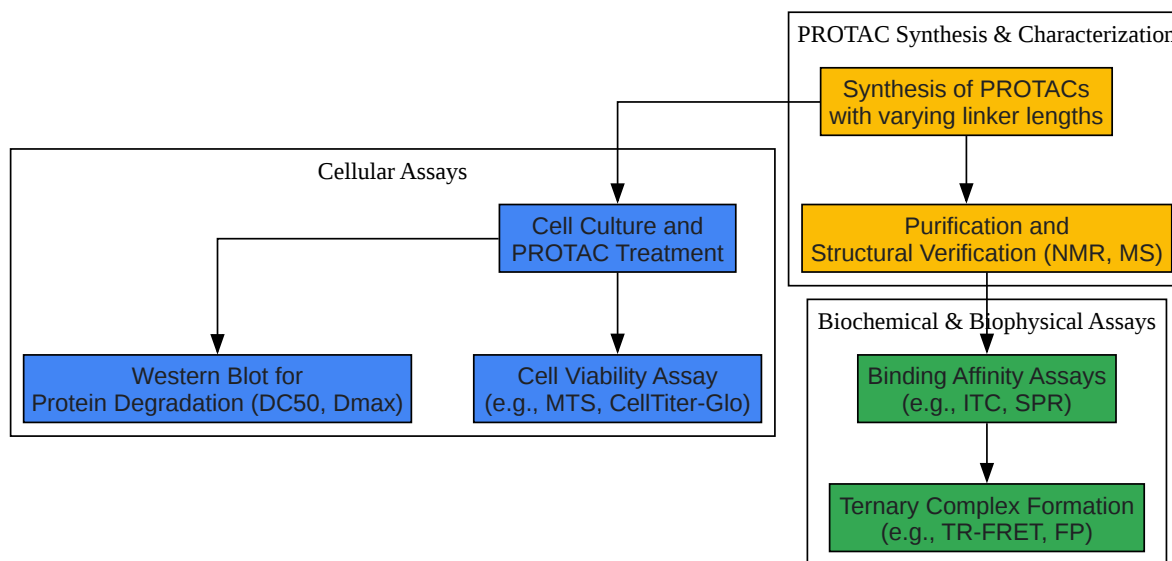 PROTAC Synthesis & Characterization
Synthesis of PROTACs
with varying linker lengths
Cellular Assays
Cell Culture and
PROTAC Treatment
Purification and
Structural Verification (NMR, MS)
Biochemical & Biophysical Assays
Western Blot for
Protein Degradation (DC50, Dmax)
Cell Viability Assay
(e.g., MTS, CellTiter-Glo)
Binding Affinity Assays
(e.g., ITC, SPR)
Ternary Complex Formation
(e.g., TR-FRET, FP)